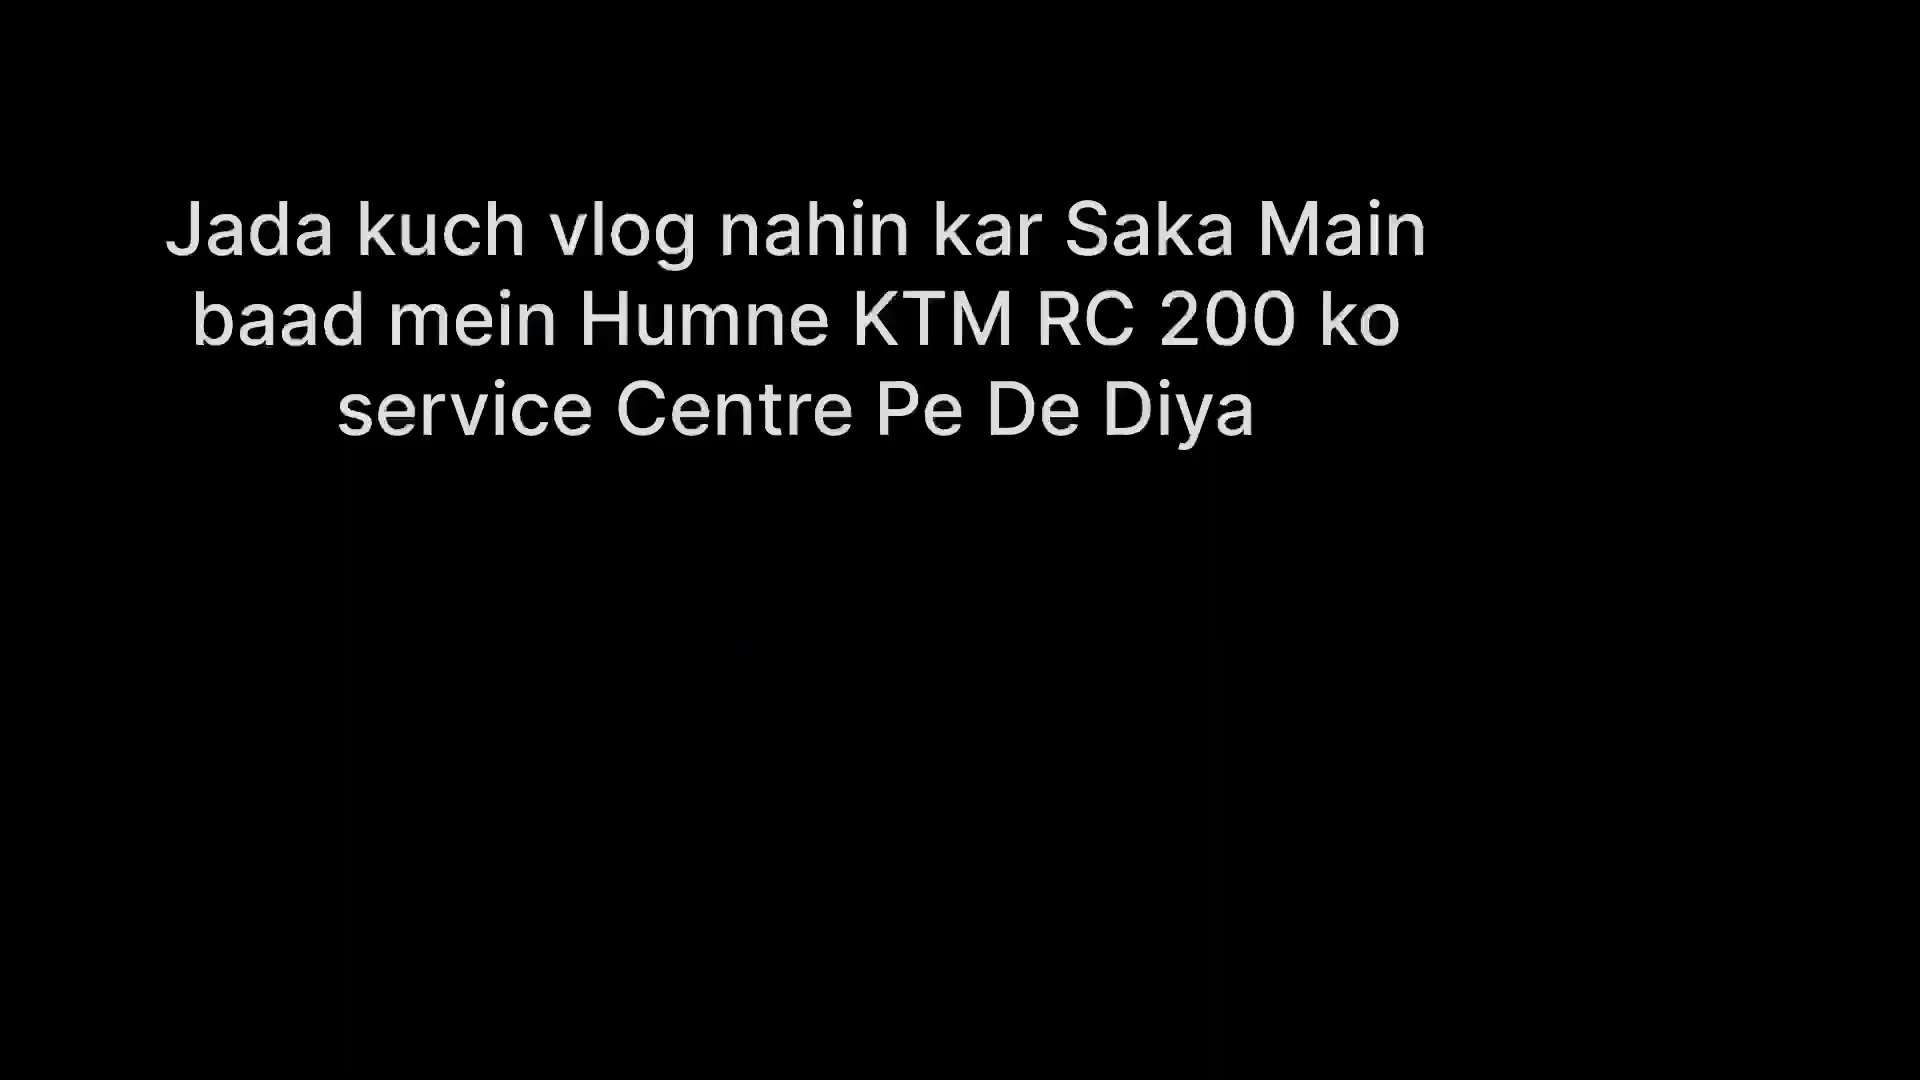 Jada kuch vlog nahin kar Saka Main
baad mein Humne KTM RC 200 ko
service Centre Pe De Diya